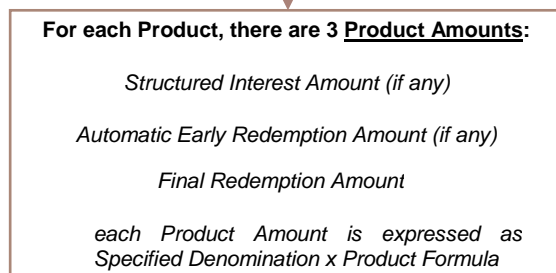 For each Product, there are 3 Product Amounts:
Structured Interest Amount (if any)
Automatic Early Redemption Amount (if any)
Final Redemption Amount
each Product Amount is expressed as
Specified Denomination x Product Formula